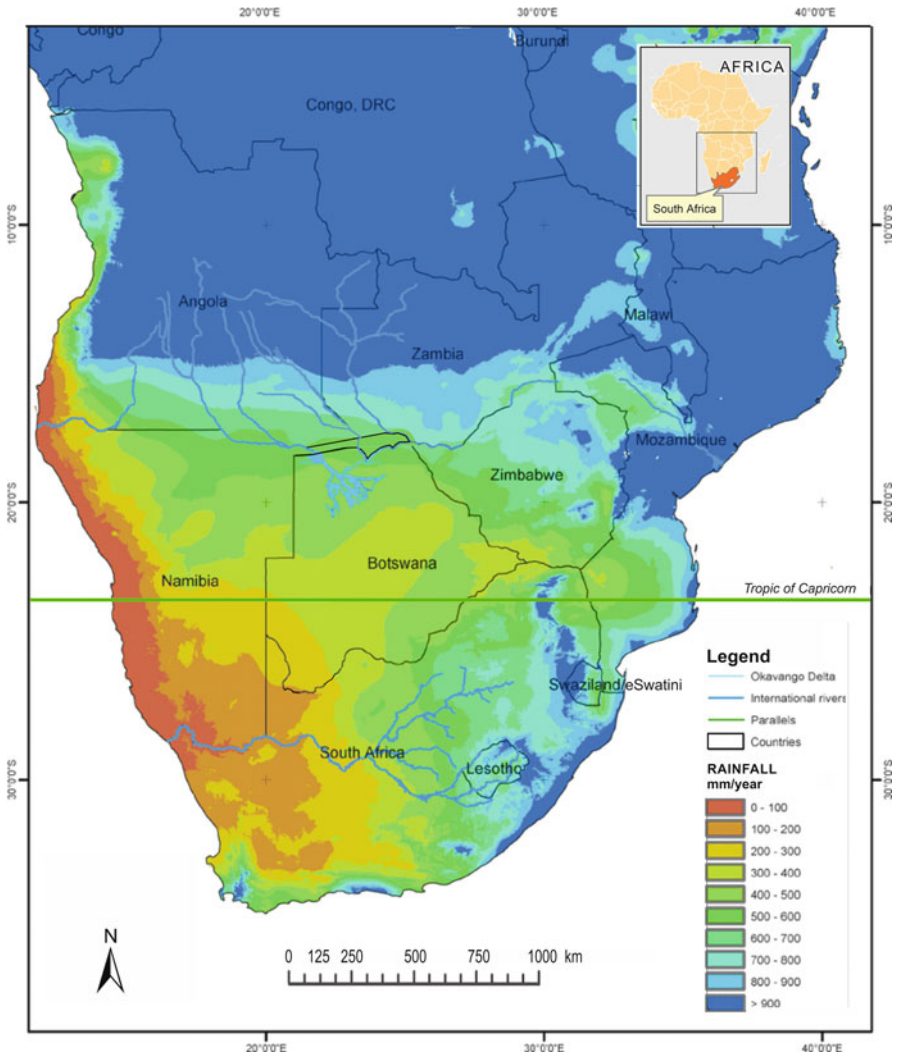 20°0'0"E 30°0'0"E 40°0'0"E
Congo
Burundi
AFRICA
Congo, DRC
South Africa
10°0'0"S 10°0'0"S
Angola
Malawi
Zambia
Mozambique
Zimbabwe
20°0'0"S 20°0'0"S
Botswana
Namibia
Tropic of Capricorn
Swaziland/eSwatini
South Africa
Lesotho
30°0'0"S 30°0'0"S
Legend
Okavango Delta
International rivers
Parallels
Countries
RAINFALL
mm/year
0 - 100
100 - 200
200 - 300
300 - 400
400 - 500
500 - 600
600 - 700
700 - 800
800 - 900
> 900
N
0 125 250 500 750 1000 km
20°0'0"E 30°0'0"E 40°0'0"E